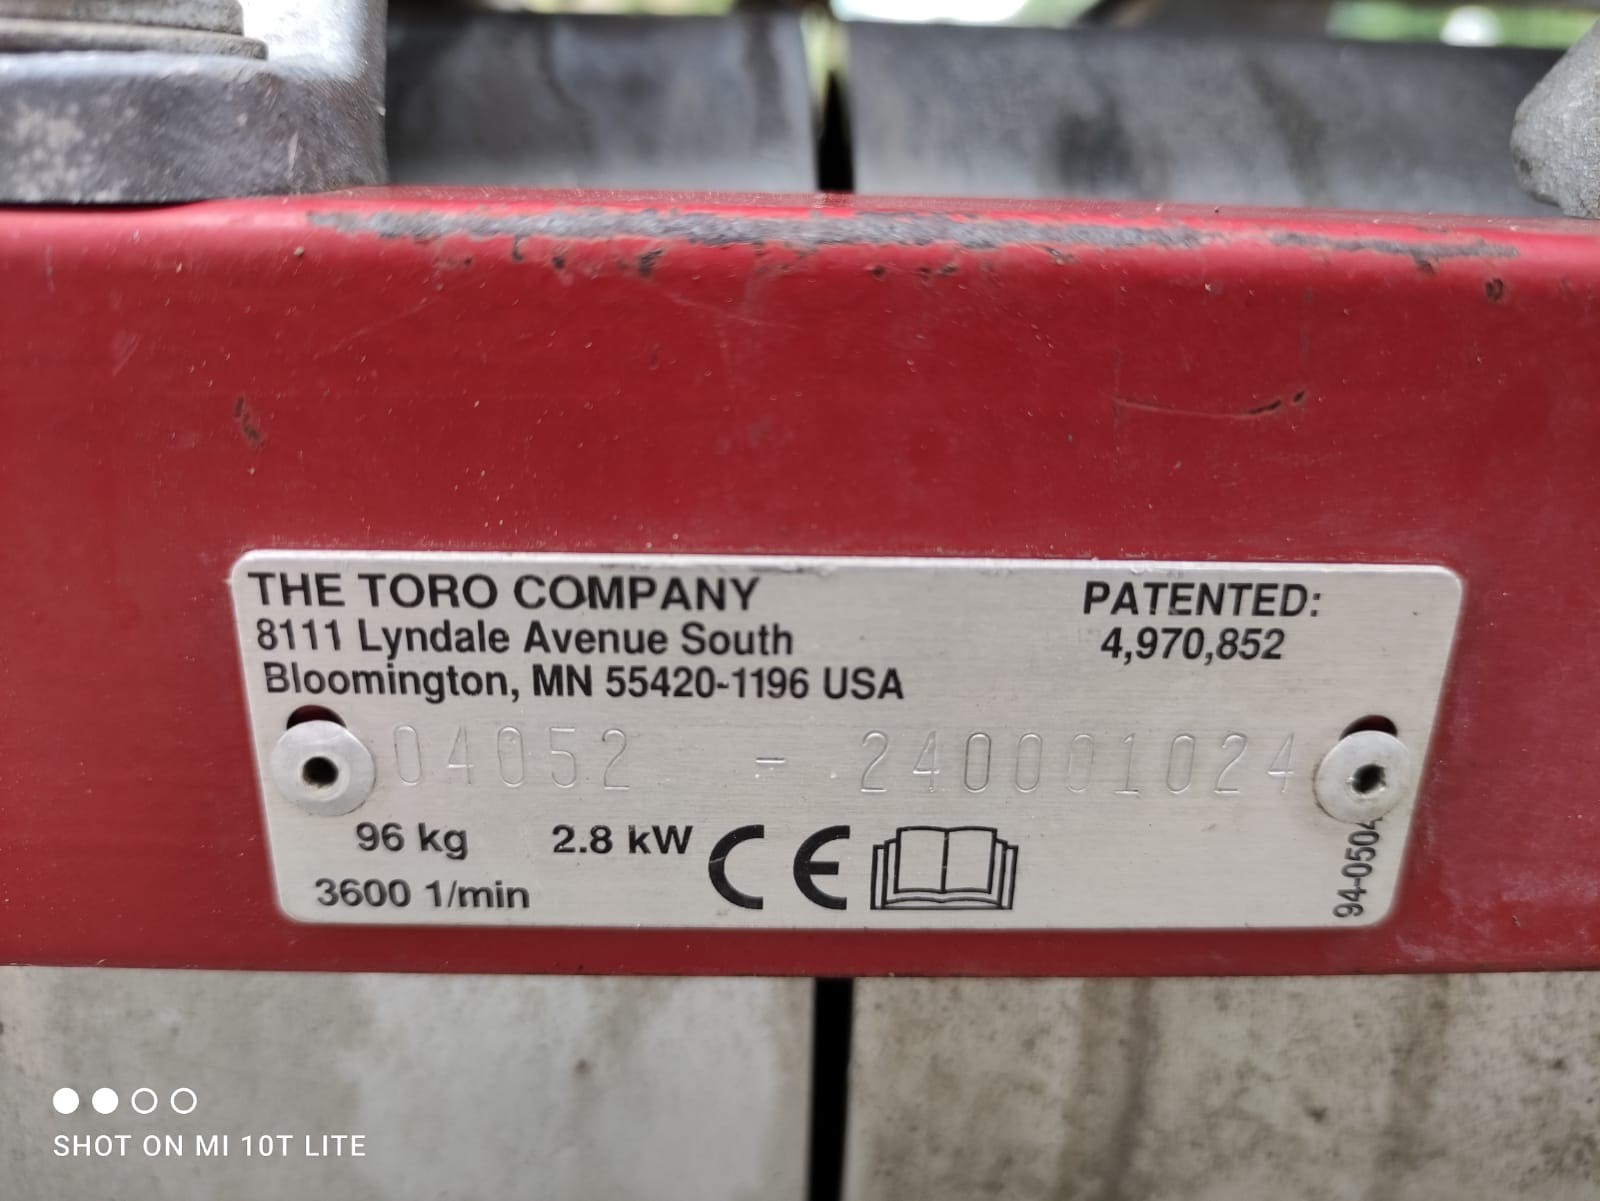 THE TORO COMPANY
8111 Lyndale Avenue South
Bloomington, MN 55420-1196 USA
PATENTED:
4,970,852
04052 - 240001024
96 kg 2.8 kW CE
3600 1/min
94-0504
SHOT ON MI 10T LITE